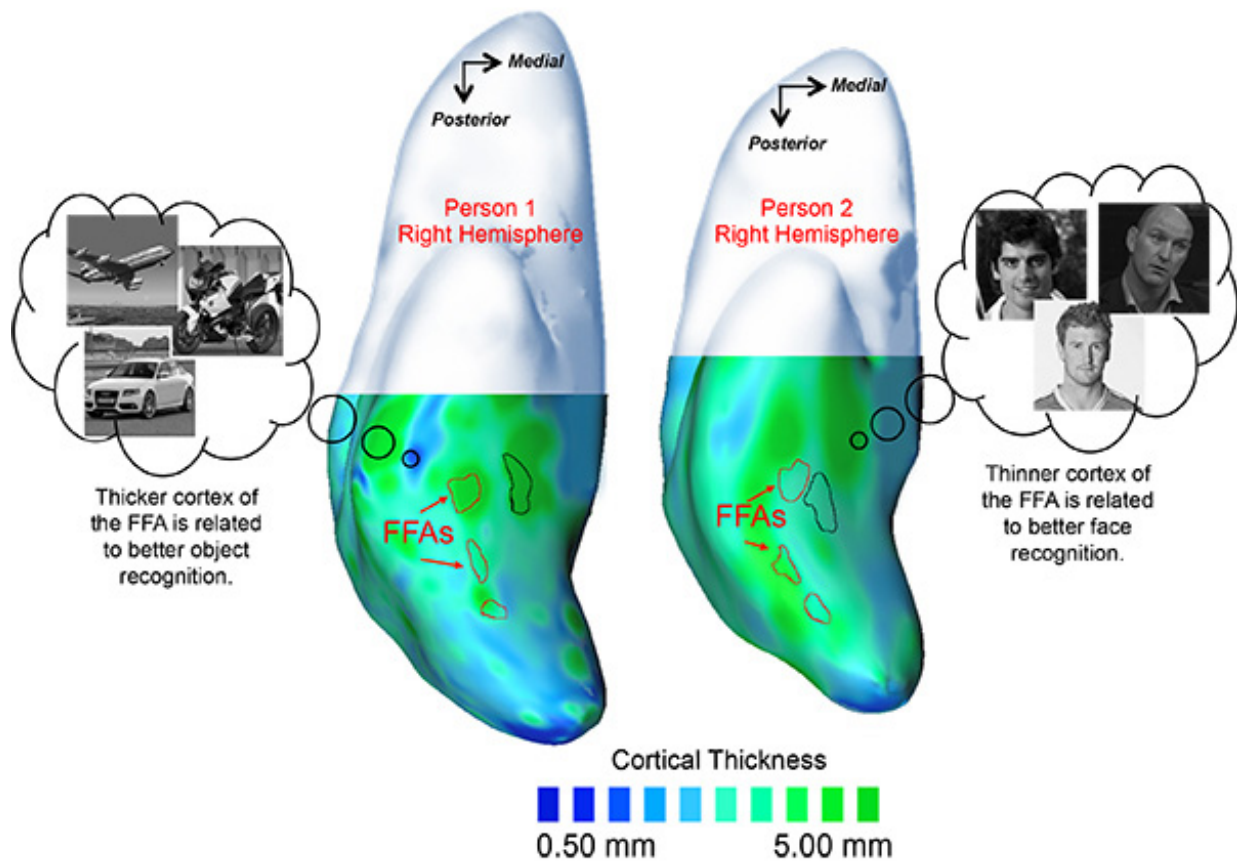 Medial
Posterior
Person 1
Right Hemisphere
Medial
Posterior
Person 2
Right Hemisphere
Thicker cortex of
the FFA is related
to better object
recognition.
FFAs
FFAs
Thinner cortex of
the FFA is related
to better face
recognition.
Cortical Thickness
0.50 mm
5.00 mm